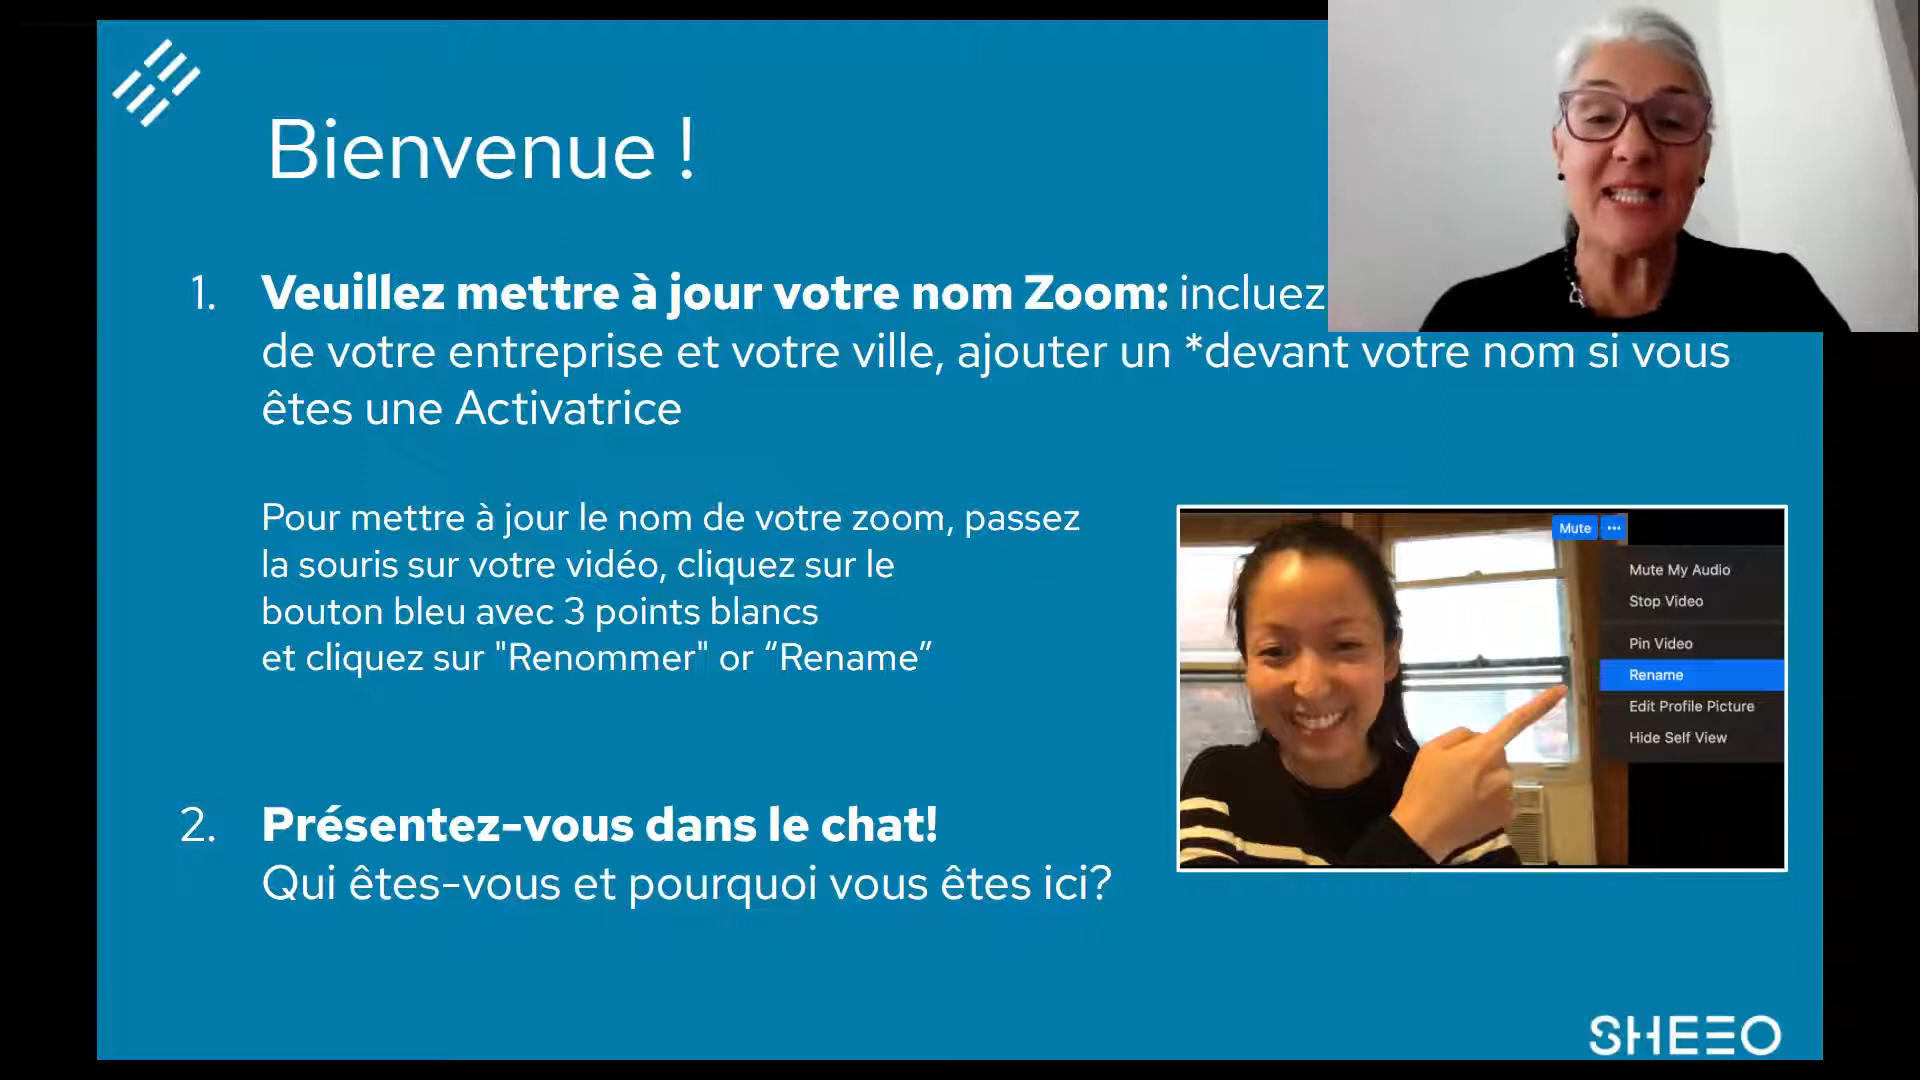 Bienvenue !
1. Veuillez mettre à jour votre nom Zoom: incluez
de votre entreprise et votre ville, ajouter un *devant votre nom si vous
êtes une Activatrice
Pour mettre à jour le nom de votre zoom, passez
la souris sur votre vidéo, cliquez sur le
bouton bleu avec 3 points blancs
et cliquez sur "Renommer" or “Rename”
Mute ...
Mute My Audio
Stop Video
Pin Video
Rename
Edit Profile Picture
Hide Self View
2. Présentez-vous dans le chat!
Qui êtes-vous et pourquoi vous êtes ici?
SHEEO